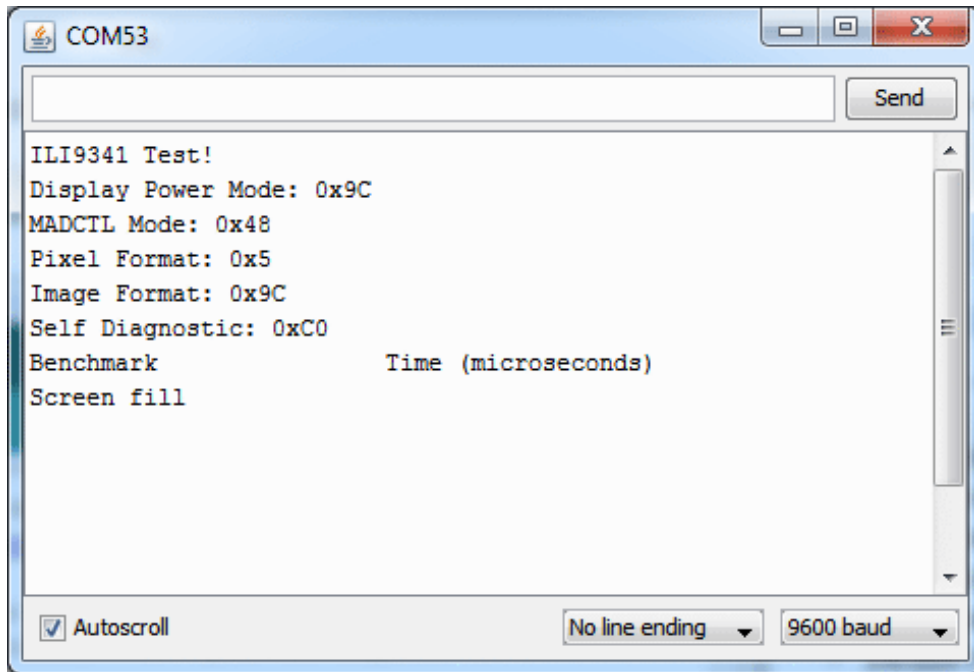 COM53
Send
ILI9341 Test!
Display Power Mode: 0x9C
MADCTL Mode: 0x48
Pixel Format: 0x5
Image Format: 0x9C
Self Diagnostic: 0xC0
Benchmark                Time (microseconds)
Screen fill
Autoscroll
No line ending
9600 baud